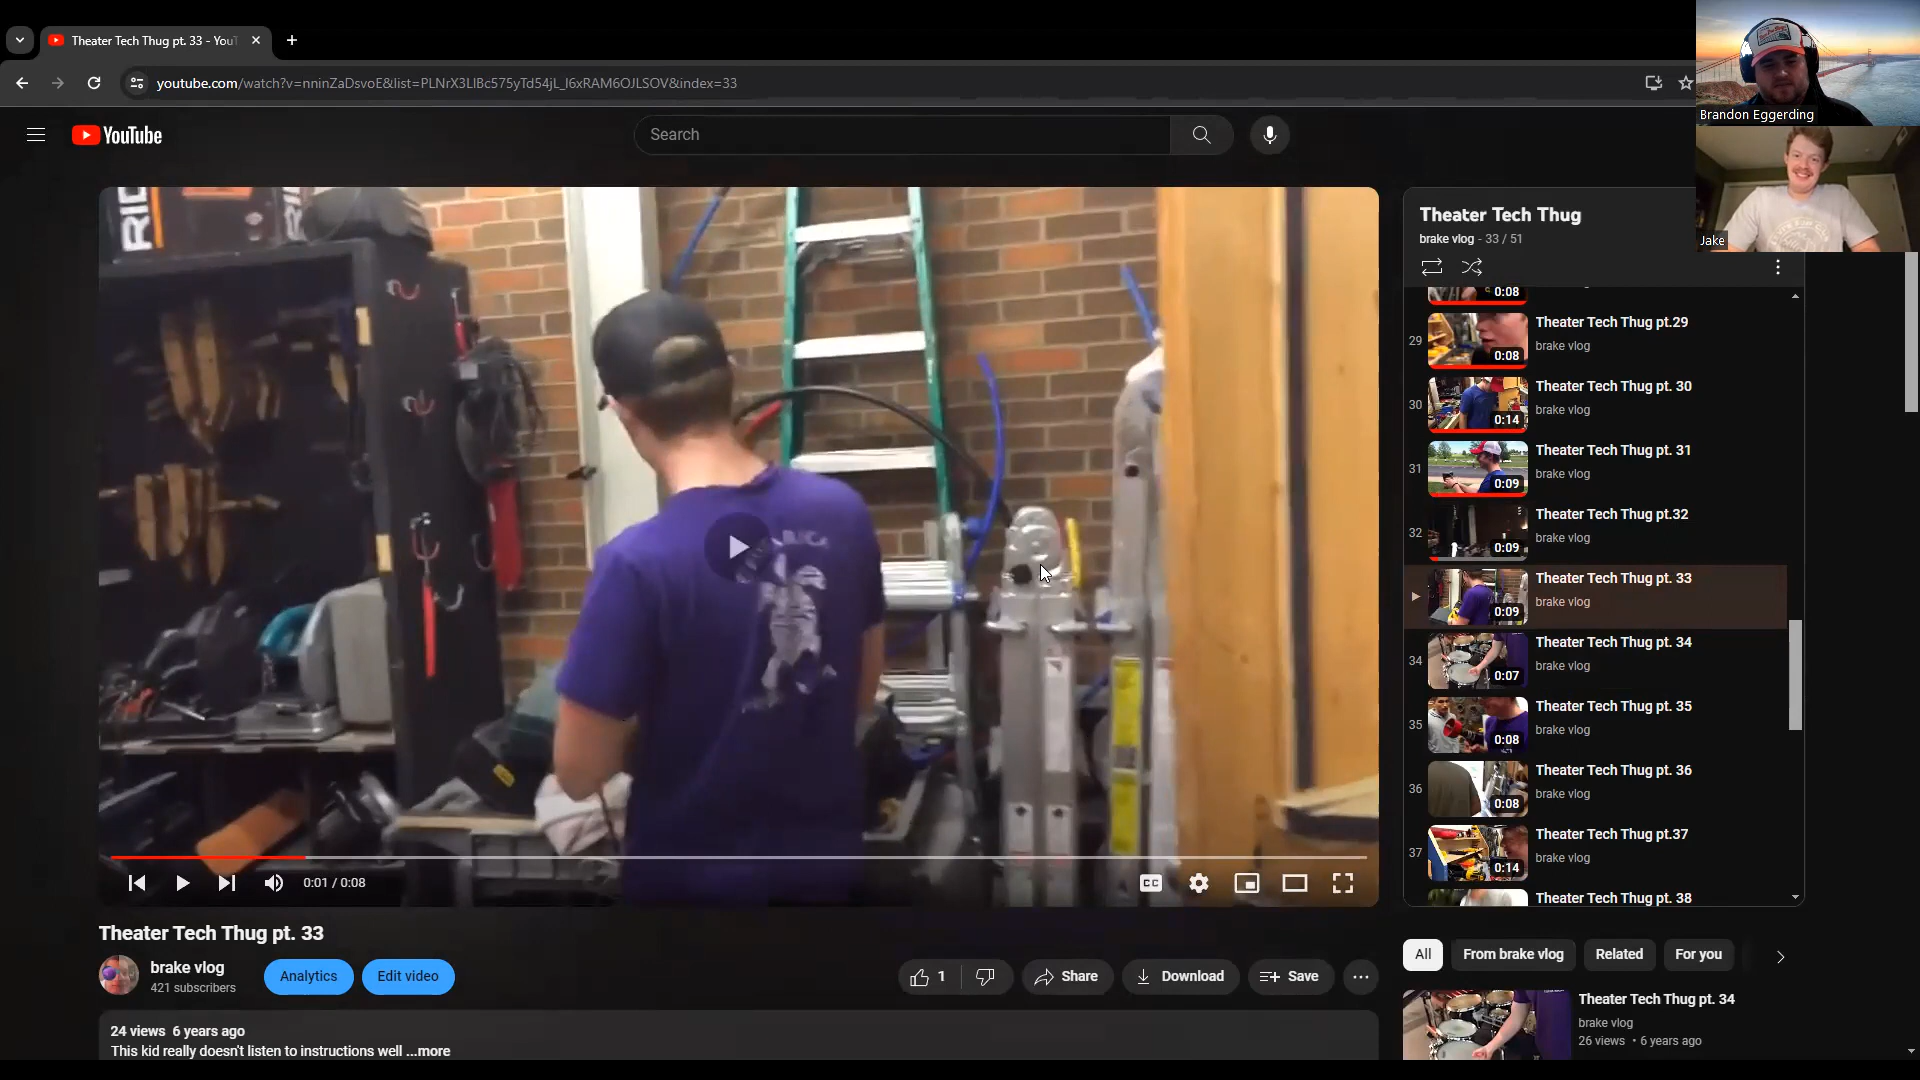 Theater Tech Thug pt. 33 - YouT
youtube.com/watch?v=nninZaDsvoE&list=PLNrX3LlBc575yTd54jL_I6xRAM6OJLSOV&index=33
Brandon Eggerding
Jake
YouTube
Search
Theater Tech Thug
brake vlog - 33 / 51
0:08
29
0:08
Theater Tech Thug pt.29
brake vlog
30
0:14
Theater Tech Thug pt. 30
brake vlog
31
0:09
Theater Tech Thug pt. 31
brake vlog
32
0:09
Theater Tech Thug pt.32
brake vlog
0:09
Theater Tech Thug pt. 33
brake vlog
34
0:07
Theater Tech Thug pt. 34
brake vlog
35
0:08
Theater Tech Thug pt. 35
brake vlog
36
0:08
Theater Tech Thug pt. 36
brake vlog
37
0:14
Theater Tech Thug pt.37
brake vlog
Theater Tech Thug pt. 38
0:01 / 0:08
CC
Theater Tech Thug pt. 33
brake vlog
421 subscribers
Analytics
Edit video
1
Share
Download
Save
24 views 6 years ago
This kid really doesn't listen to instructions well ...more
All
From brake vlog
Related
For you
Theater Tech Thug pt. 34
brake vlog
26 views • 6 years ago